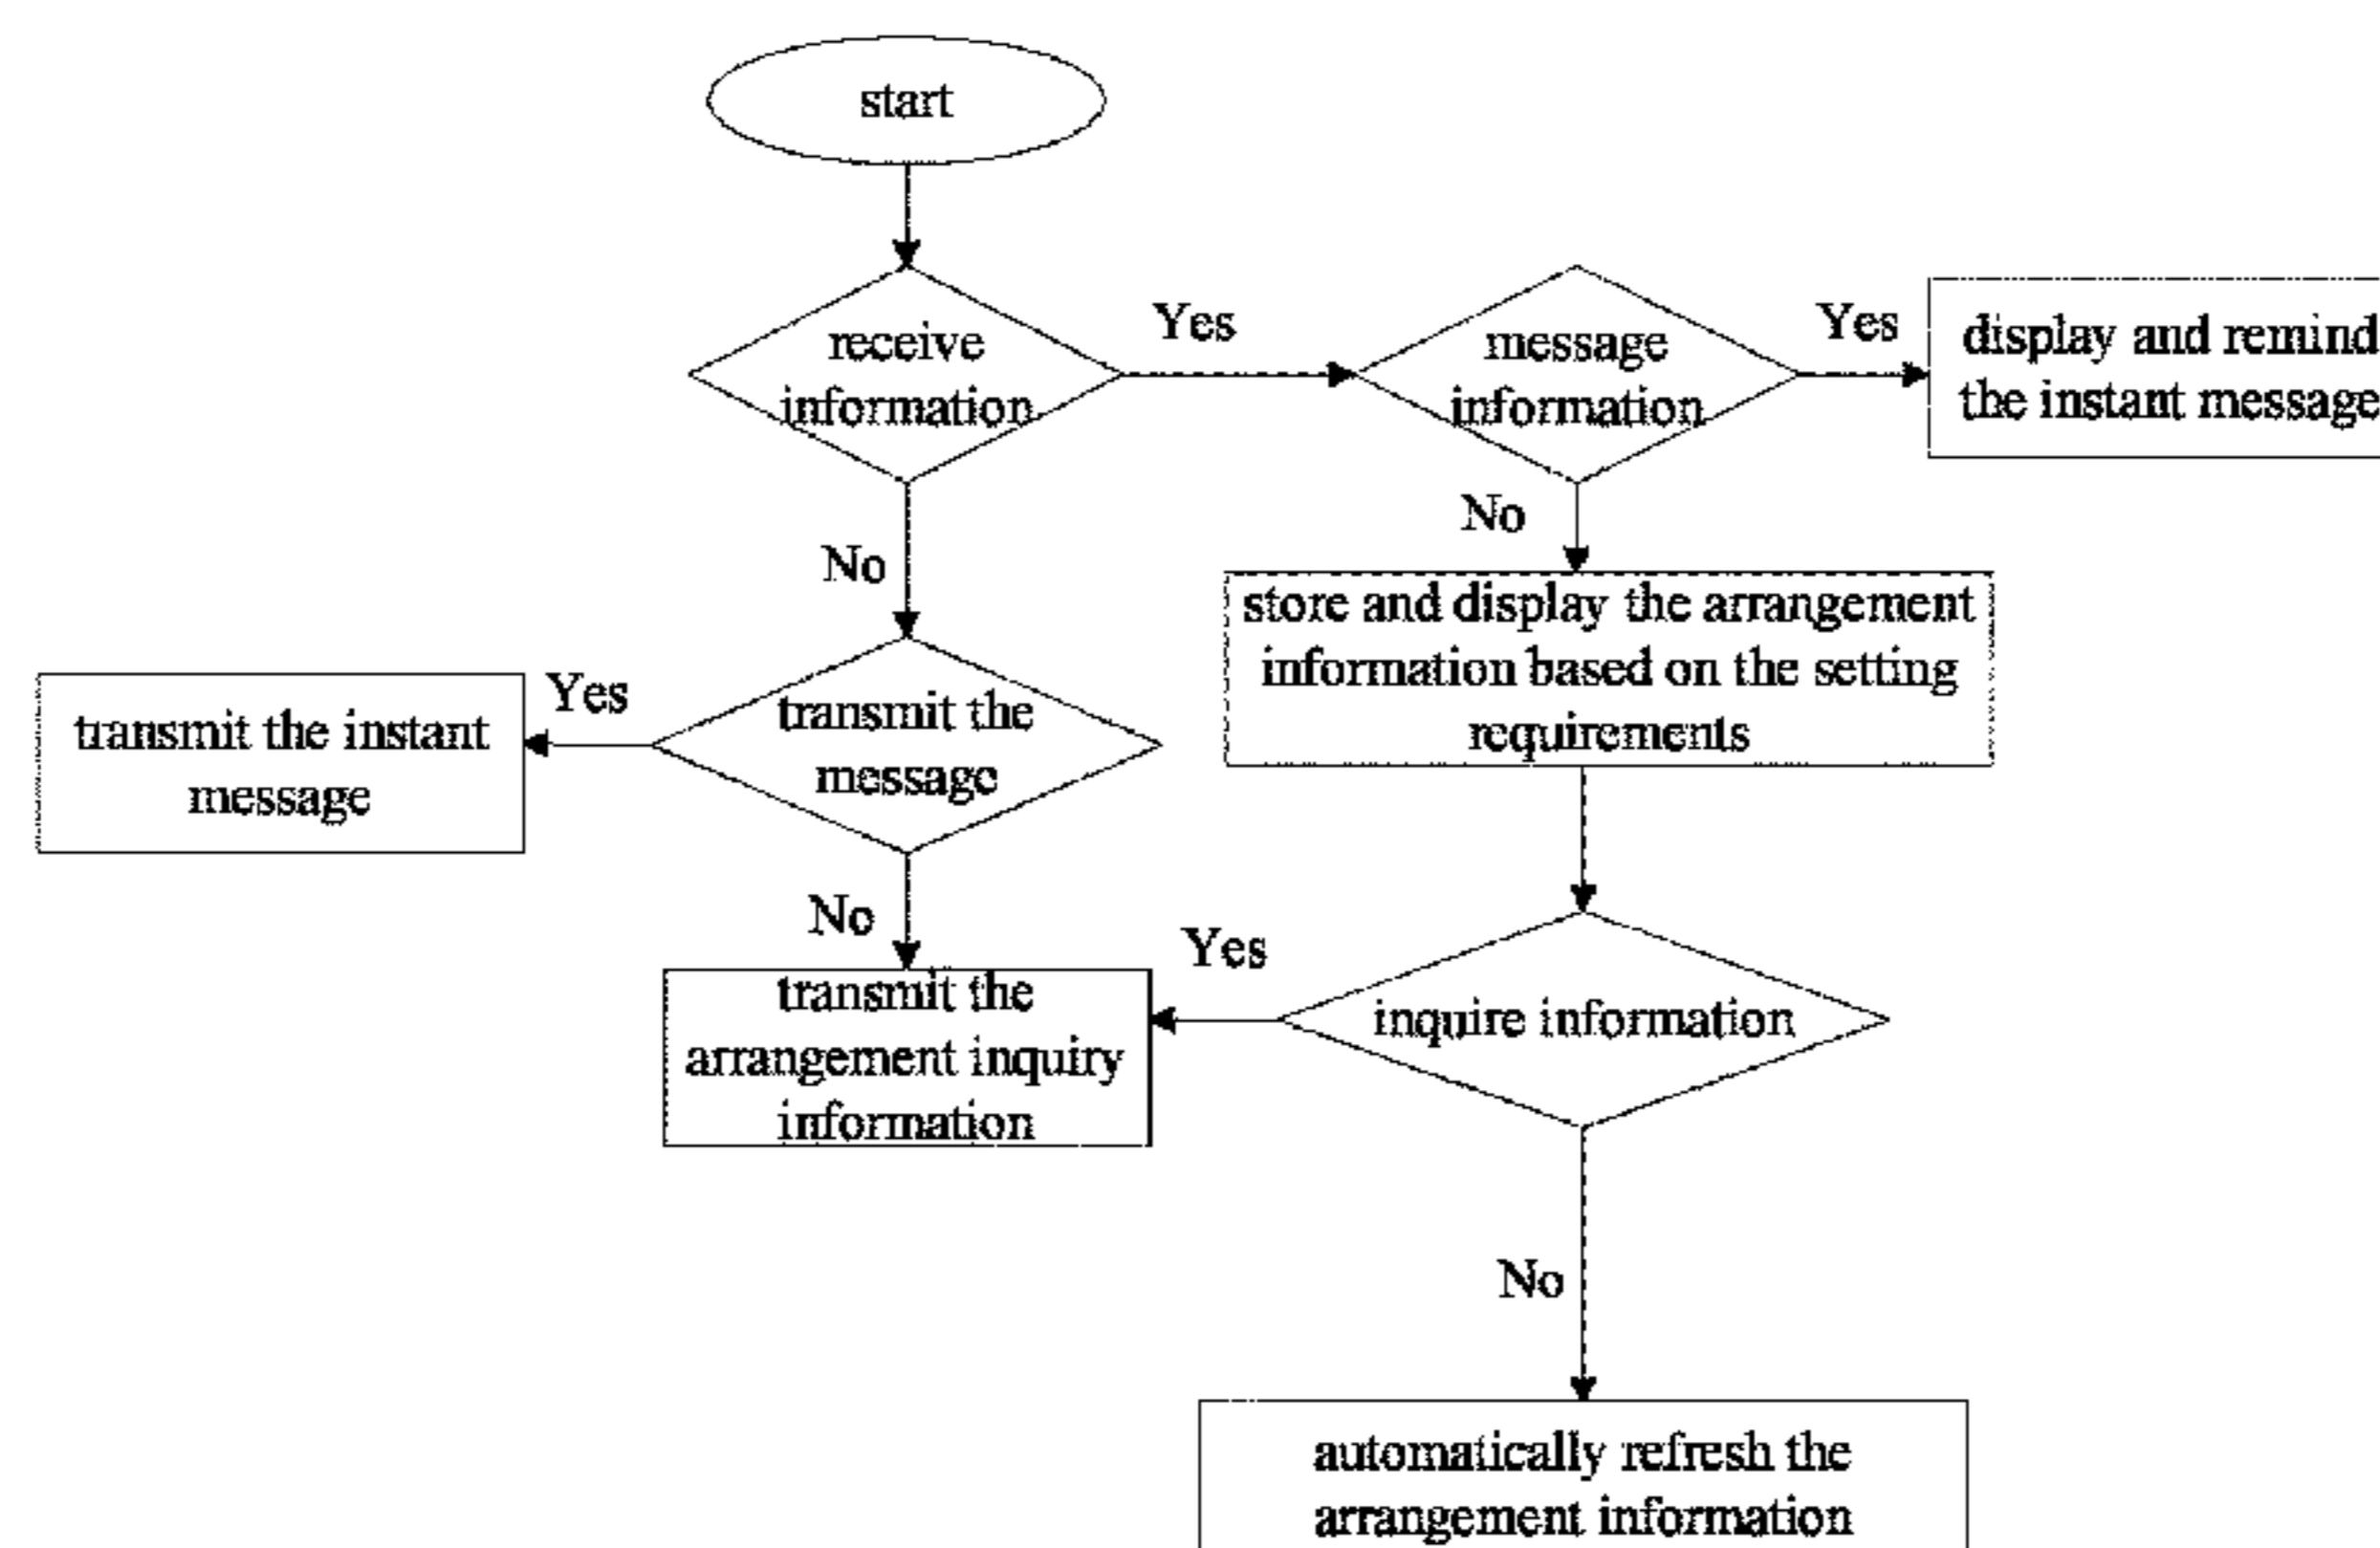 start
receive
information
Yes
message
information
Yes
display and remind
the instant message
No
No
store and display the arrangement
information based on the setting
requirements
transmit the instant
message
Yes
transmit the
message
No
transmit the
arrangement inquiry
information
Yes
inquire information
No
automatically refresh the
arrangement information